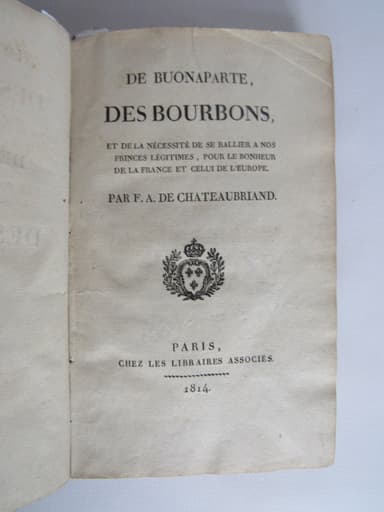 DE BUONAPARTE,
DES BOURBONS,
ET DE LA NÉCESSITÉ DE SE RALLIER A NOS
PRINCES LÉGITIMES, POUR LE BONHEUR
DE LA FRANCE ET CELUI DE L'EUROPE.
PAR F. A. DE CHATEAUBRIAND.
PARIS,
CHEZ LES LIBRAIRES ASSOCIÉS.
1814.